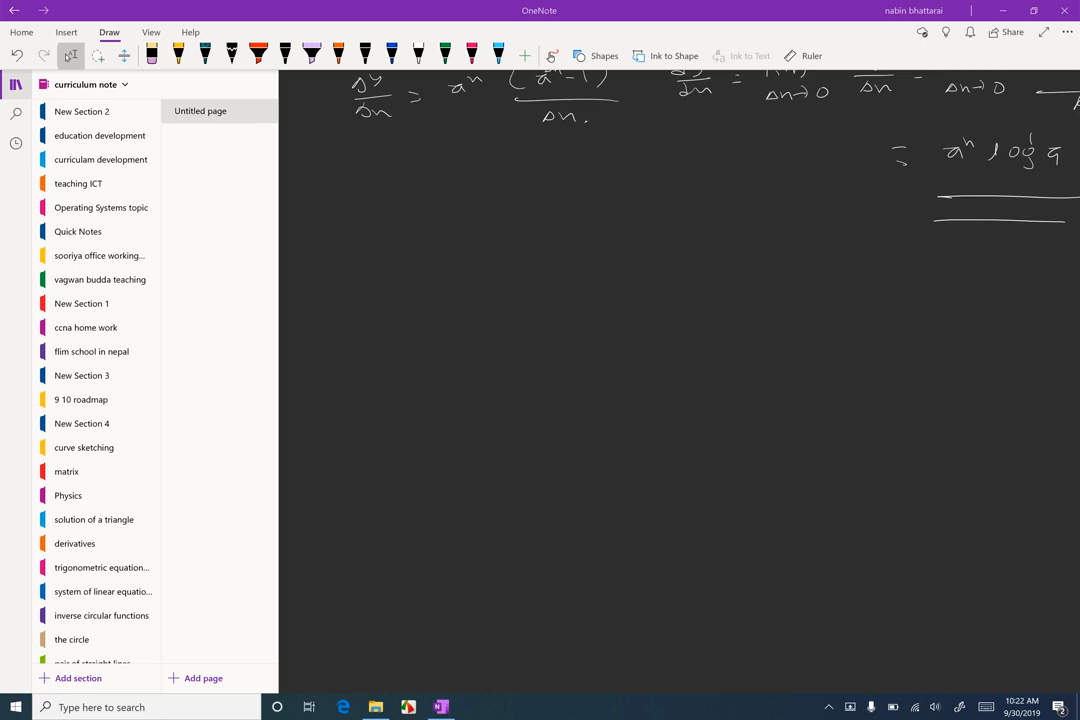 OneNote
nabin bhattarai
Home Insert Draw View Help
Share
Shapes
Ink to Shape
Ink to Text
Ruler
curriculum note
New Section 2
education development
curriculam development
teaching ICT
Operating Systems topic
Quick Notes
sooriya office working...
vagwan budda teaching
New Section 1
ccna home work
flim school in nepal
New Section 3
9 10 roadmap
New Section 4
curve sketching
matrix
Physics
solution of a triangle
derivatives
trigonometric equation...
system of linear equatio...
inverse circular functions
the circle
Add section
Untitled page
Add page
= aⁿ log a
Type here to search
10:22 AM
9/30/2019
2